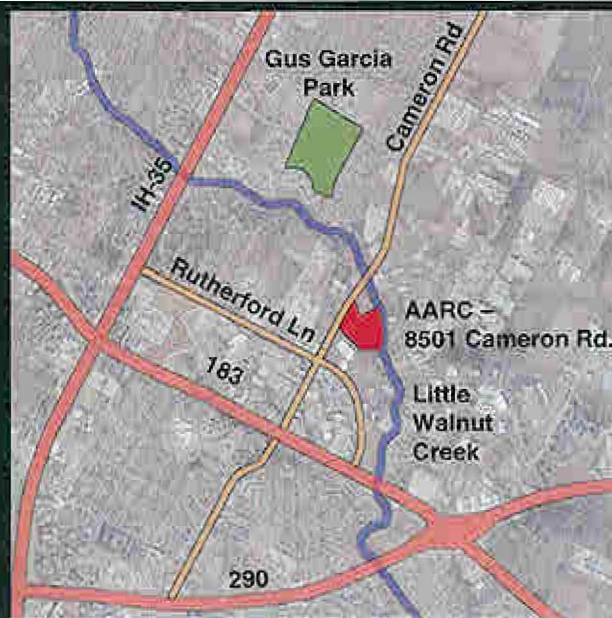 Gus Garcia
Park
Cameron Rd
IH-35
Rutherford Ln
AARC –
8501 Cameron Rd.
183
Little
Walnut
Creek
290